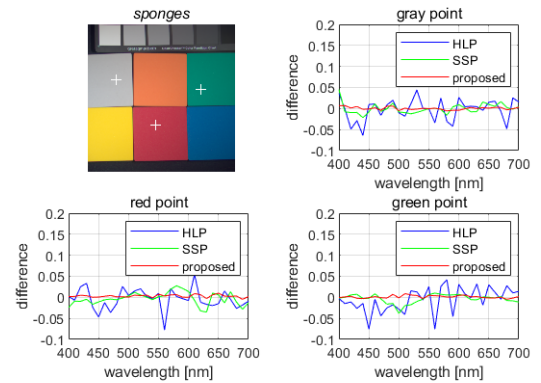 sponges
gray point
0.2
0.15
0.1
0.05
0
-0.05
-0.1
difference
HLP
SSP
proposed
400 450 500 550 600 650 700
wavelength [nm]
red point
0.2
0.15
0.1
0.05
0
-0.05
-0.1
difference
HLP
SSP
proposed
400 450 500 550 600 650 700
wavelength [nm]
green point
0.2
0.15
0.1
0.05
0
-0.05
-0.1
difference
HLP
SSP
proposed
400 450 500 550 600 650 700
wavelength [nm]